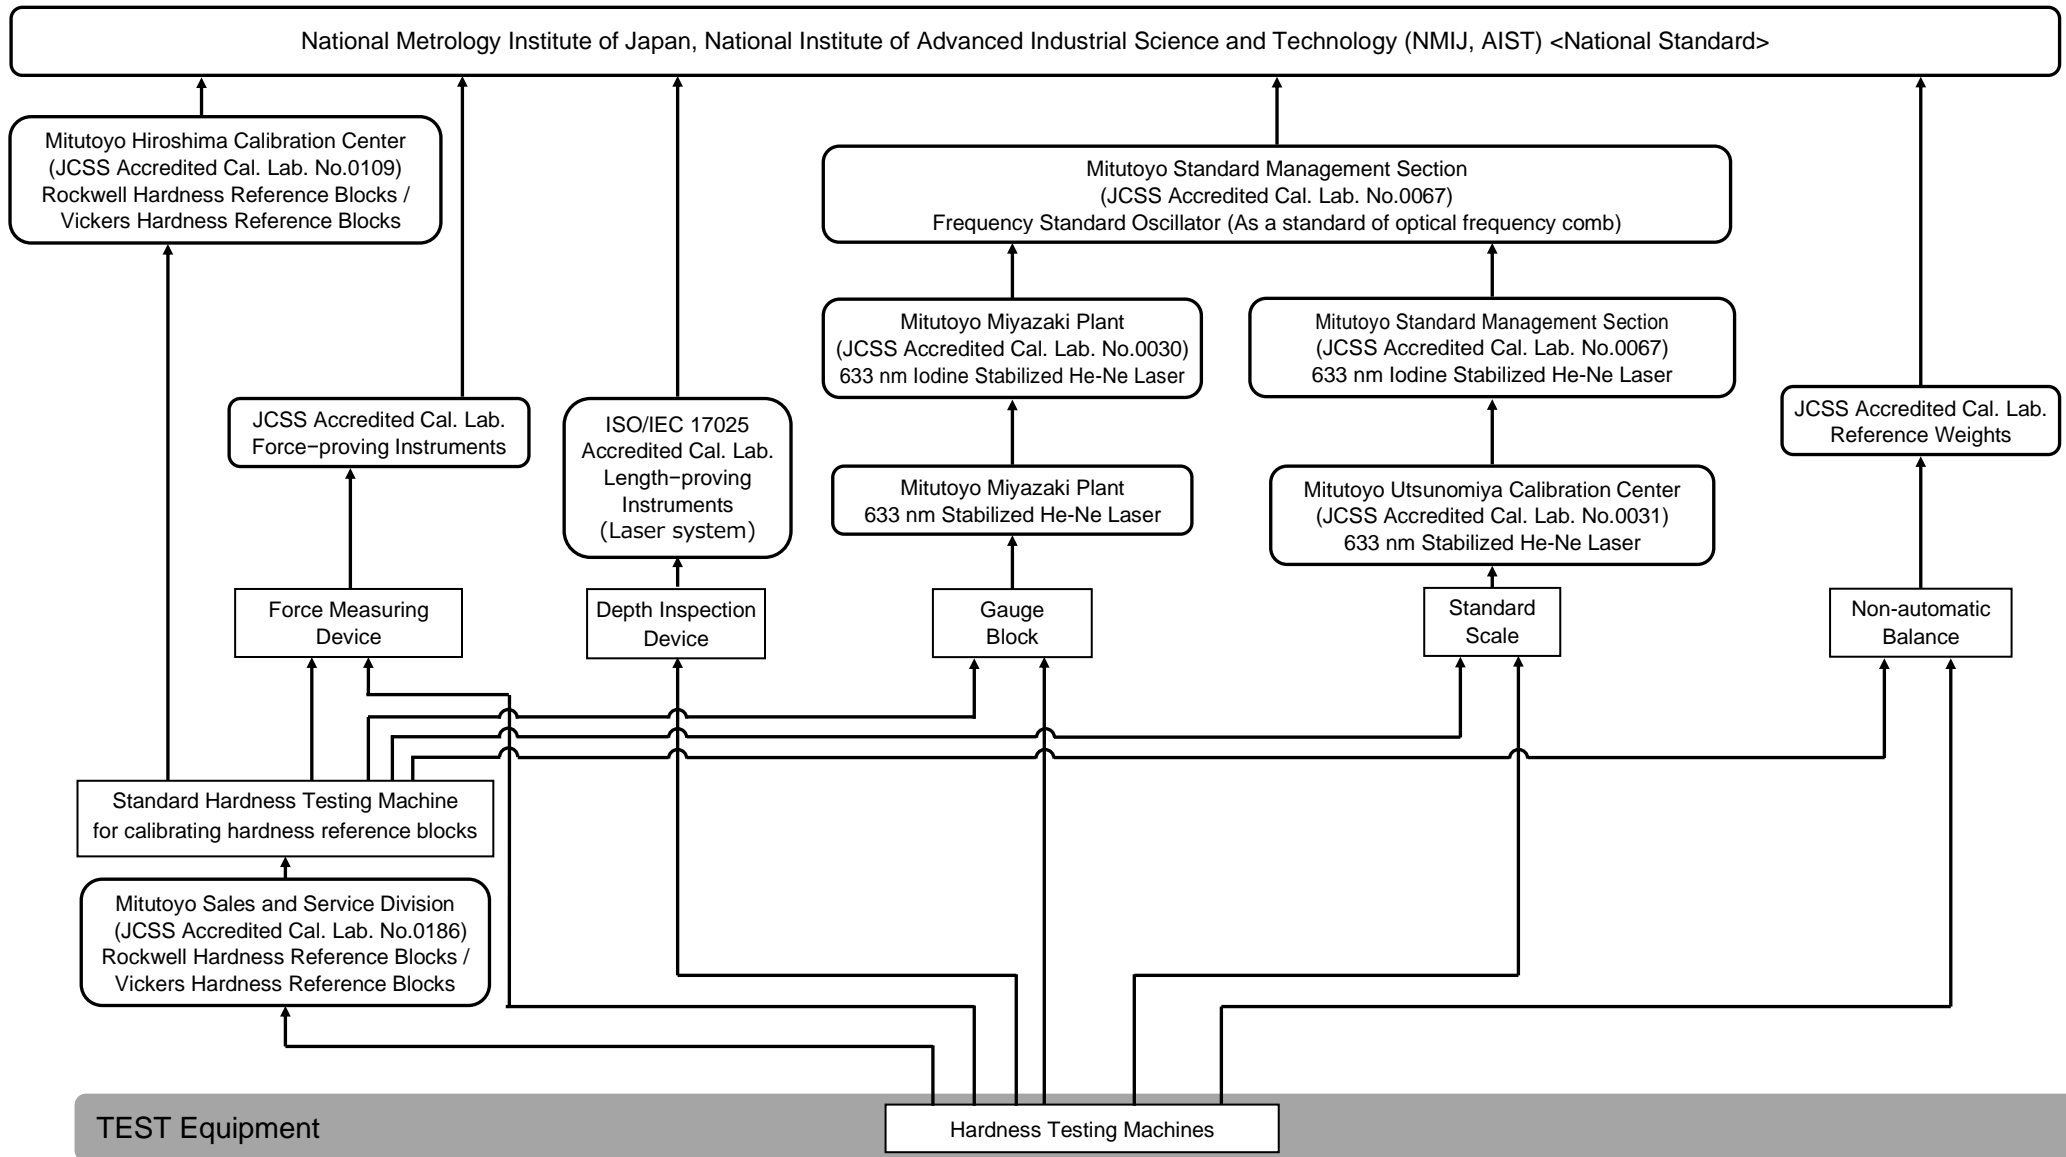 National Metrology Institute of Japan, National Institute of Advanced Industrial Science and Technology (NMIJ, AIST) <National Standard>
Mitutoyo Hiroshima Calibration Center
(JCSS Accredited Cal. Lab. No.0109)
Rockwell Hardness Reference Blocks /
Vickers Hardness Reference Blocks
Mitutoyo Standard Management Section
(JCSS Accredited Cal. Lab. No.0067)
Frequency Standard Oscillator (As a standard of optical frequency comb)
Mitutoyo Miyazaki Plant
(JCSS Accredited Cal. Lab. No.0030)
633 nm Iodine Stabilized He-Ne Laser
Mitutoyo Standard Management Section
(JCSS Accredited Cal. Lab. No.0067)
633 nm Iodine Stabilized He-Ne Laser
JCSS Accredited Cal. Lab.
Force−proving Instruments
ISO/IEC 17025
Accredited Cal. Lab.
Length−proving
Instruments
(Laser system)
JCSS Accredited Cal. Lab.
Reference Weights
Mitutoyo Miyazaki Plant
633 nm Stabilized He-Ne Laser
Mitutoyo Utsunomiya Calibration Center
(JCSS Accredited Cal. Lab. No.0031)
633 nm Stabilized He-Ne Laser
Force Measuring
Device
Depth Inspection
Device
Gauge
Block
Standard
Scale
Non-automatic
Balance
Standard Hardness Testing Machine
for calibrating hardness reference blocks
Mitutoyo Sales and Service Division
(JCSS Accredited Cal. Lab. No.0186)
Rockwell Hardness Reference Blocks /
Vickers Hardness Reference Blocks
TEST Equipment
Hardness Testing Machines